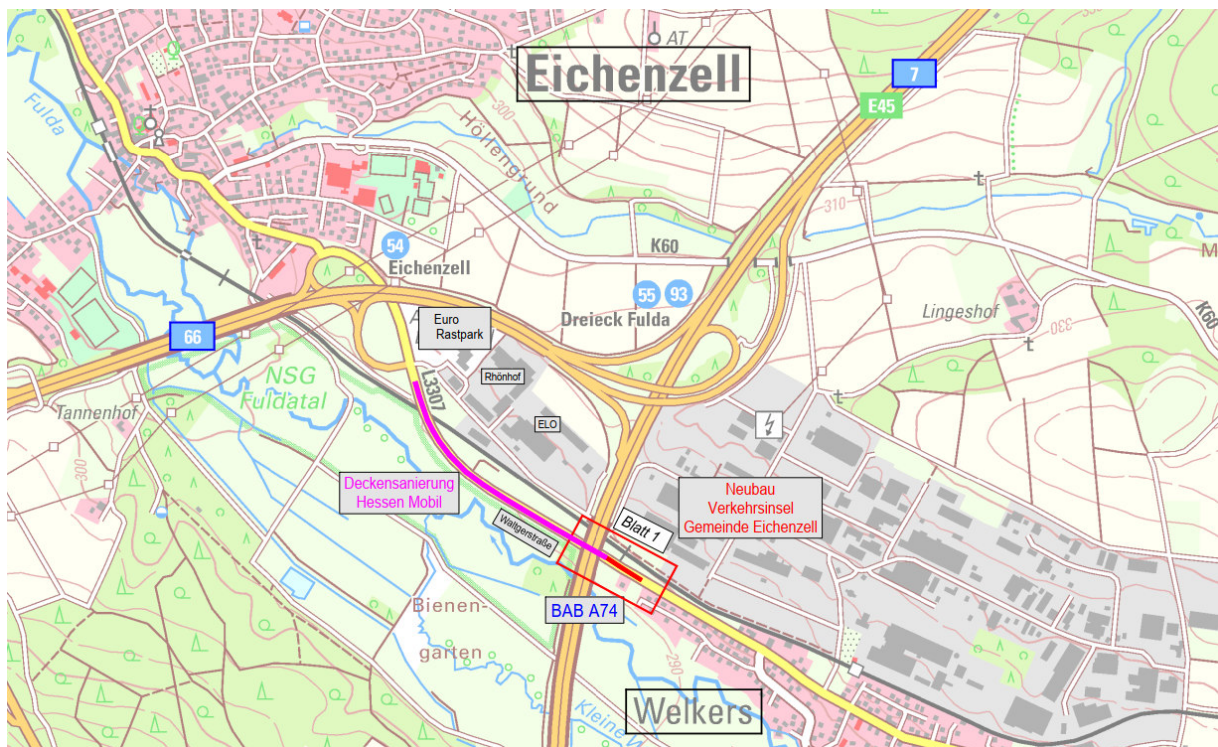 AT
Eichenzell
7
E45
Fulda
Höllengrund
300
310
54
Eichenzell
K60
55 93
Dreieck Fulda
Lingeshof
330
K60
Euro
Rastpark
66
NSG
Fuldatal
L3307
Rhönhof
ELO
Tannenhof
300
Deckensanierung
Hessen Mobil
Neubau
Verkehrsinsel
Gemeinde Eichenzell
Waltgerstraße
Blatt 1
BAB A74
Bienen-
garten
290
Welkers
Kleine